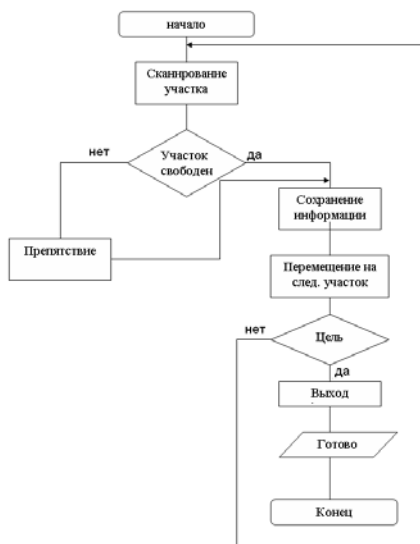 начало
Сканирование
участка
нет
Участок
свободен
да
Сохранение
информации
Препятствие
Перемещение на
след. участок
нет
Цель
да
Выход
Готово
Конец